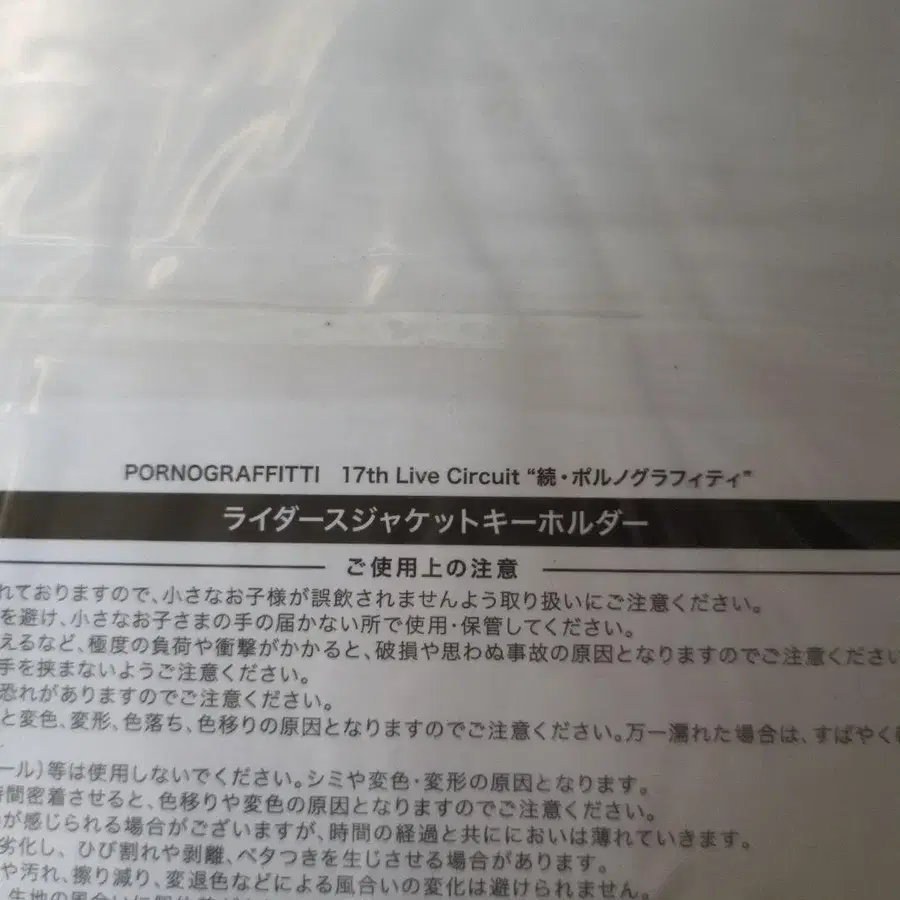 PORNOGRAFFITTI 17th Live Circuit “続・ポルノグラフィティ”
ライダースジャケットキーホルダー
ご使用上の注意
れておりますので、小さなお子様が誤飲されませんよう取り扱いにご注意ください。
を避け、小さなお子さまの手の届かない所で使用・保管してください。
えるなど、極度の負荷や衝撃がかかると、破損や思わぬ事故の原因となりますのでご注意ください
手を挟まないようご注意ください。
恐れがありますのでご注意ください。
と変色、変形、色落ち、色移りの原因となりますのでご注意ください。万一濡れた場合は、すばやく
ール)等は使用しないでください。シミや変色・変形の原因となります。
時間密着させると、色移りや変色の原因となりますのでご注意ください。
が感じられる場合がございますが、時間の経過と共ににおいは薄れていきます。
劣化し、ひび割れや剥離、ベタつきを生じさせる場合があります。
や汚れ、擦り減り、変退色などによる風合いの変化は避けられません。